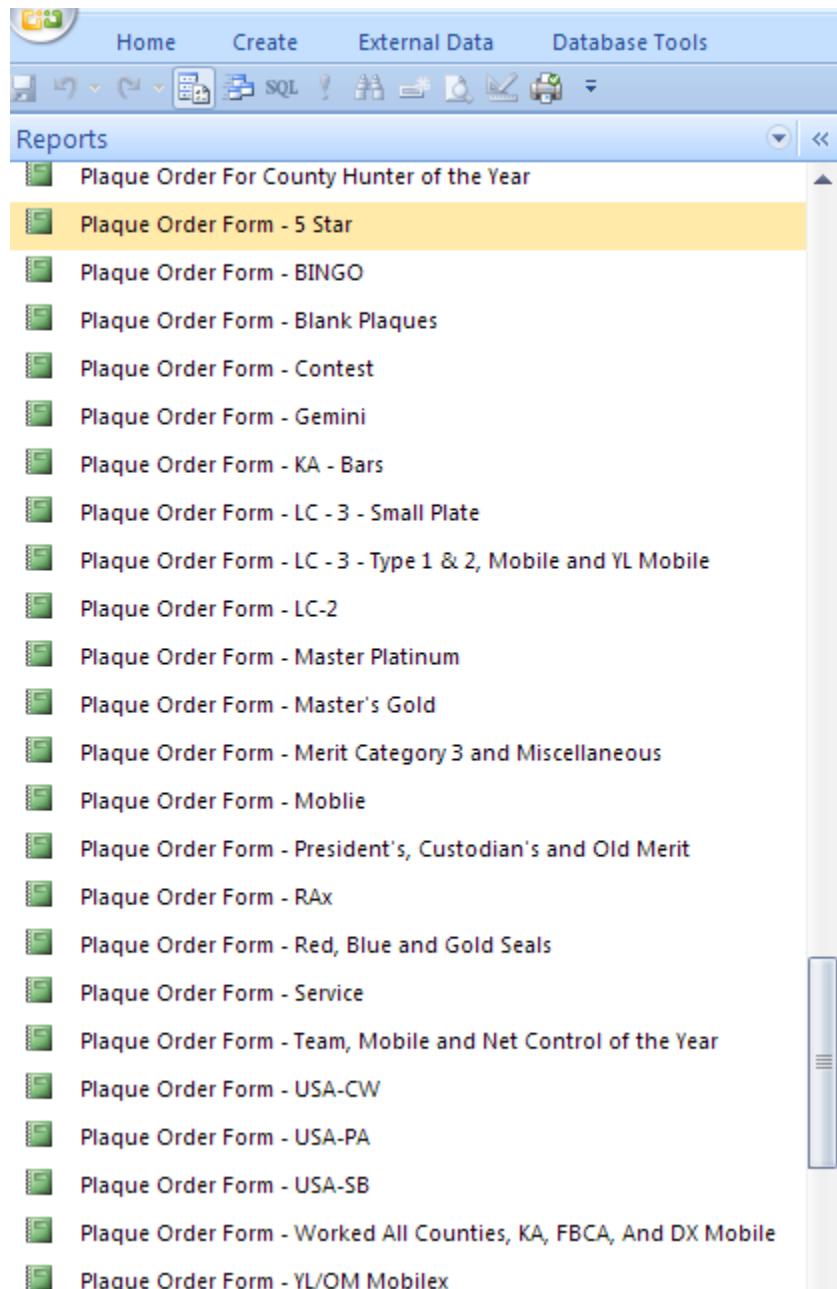 Home Create External Data Database Tools
SQL
Reports
Plaque Order For County Hunter of the Year
Plaque Order Form - 5 Star
Plaque Order Form - BINGO
Plaque Order Form - Blank Plaques
Plaque Order Form - Contest
Plaque Order Form - Gemini
Plaque Order Form - KA - Bars
Plaque Order Form - LC - 3 - Small Plate
Plaque Order Form - LC - 3 - Type 1 & 2, Mobile and YL Mobile
Plaque Order Form - LC-2
Plaque Order Form - Master Platinum
Plaque Order Form - Master's Gold
Plaque Order Form - Merit Category 3 and Miscellaneous
Plaque Order Form - Moblie
Plaque Order Form - President's, Custodian's and Old Merit
Plaque Order Form - RAx
Plaque Order Form - Red, Blue and Gold Seals
Plaque Order Form - Service
Plaque Order Form - Team, Mobile and Net Control of the Year
Plaque Order Form - USA-CW
Plaque Order Form - USA-PA
Plaque Order Form - USA-SB
Plaque Order Form - Worked All Counties, KA, FBCA, And DX Mobile
Plaque Order Form - YL/OM Mobilex